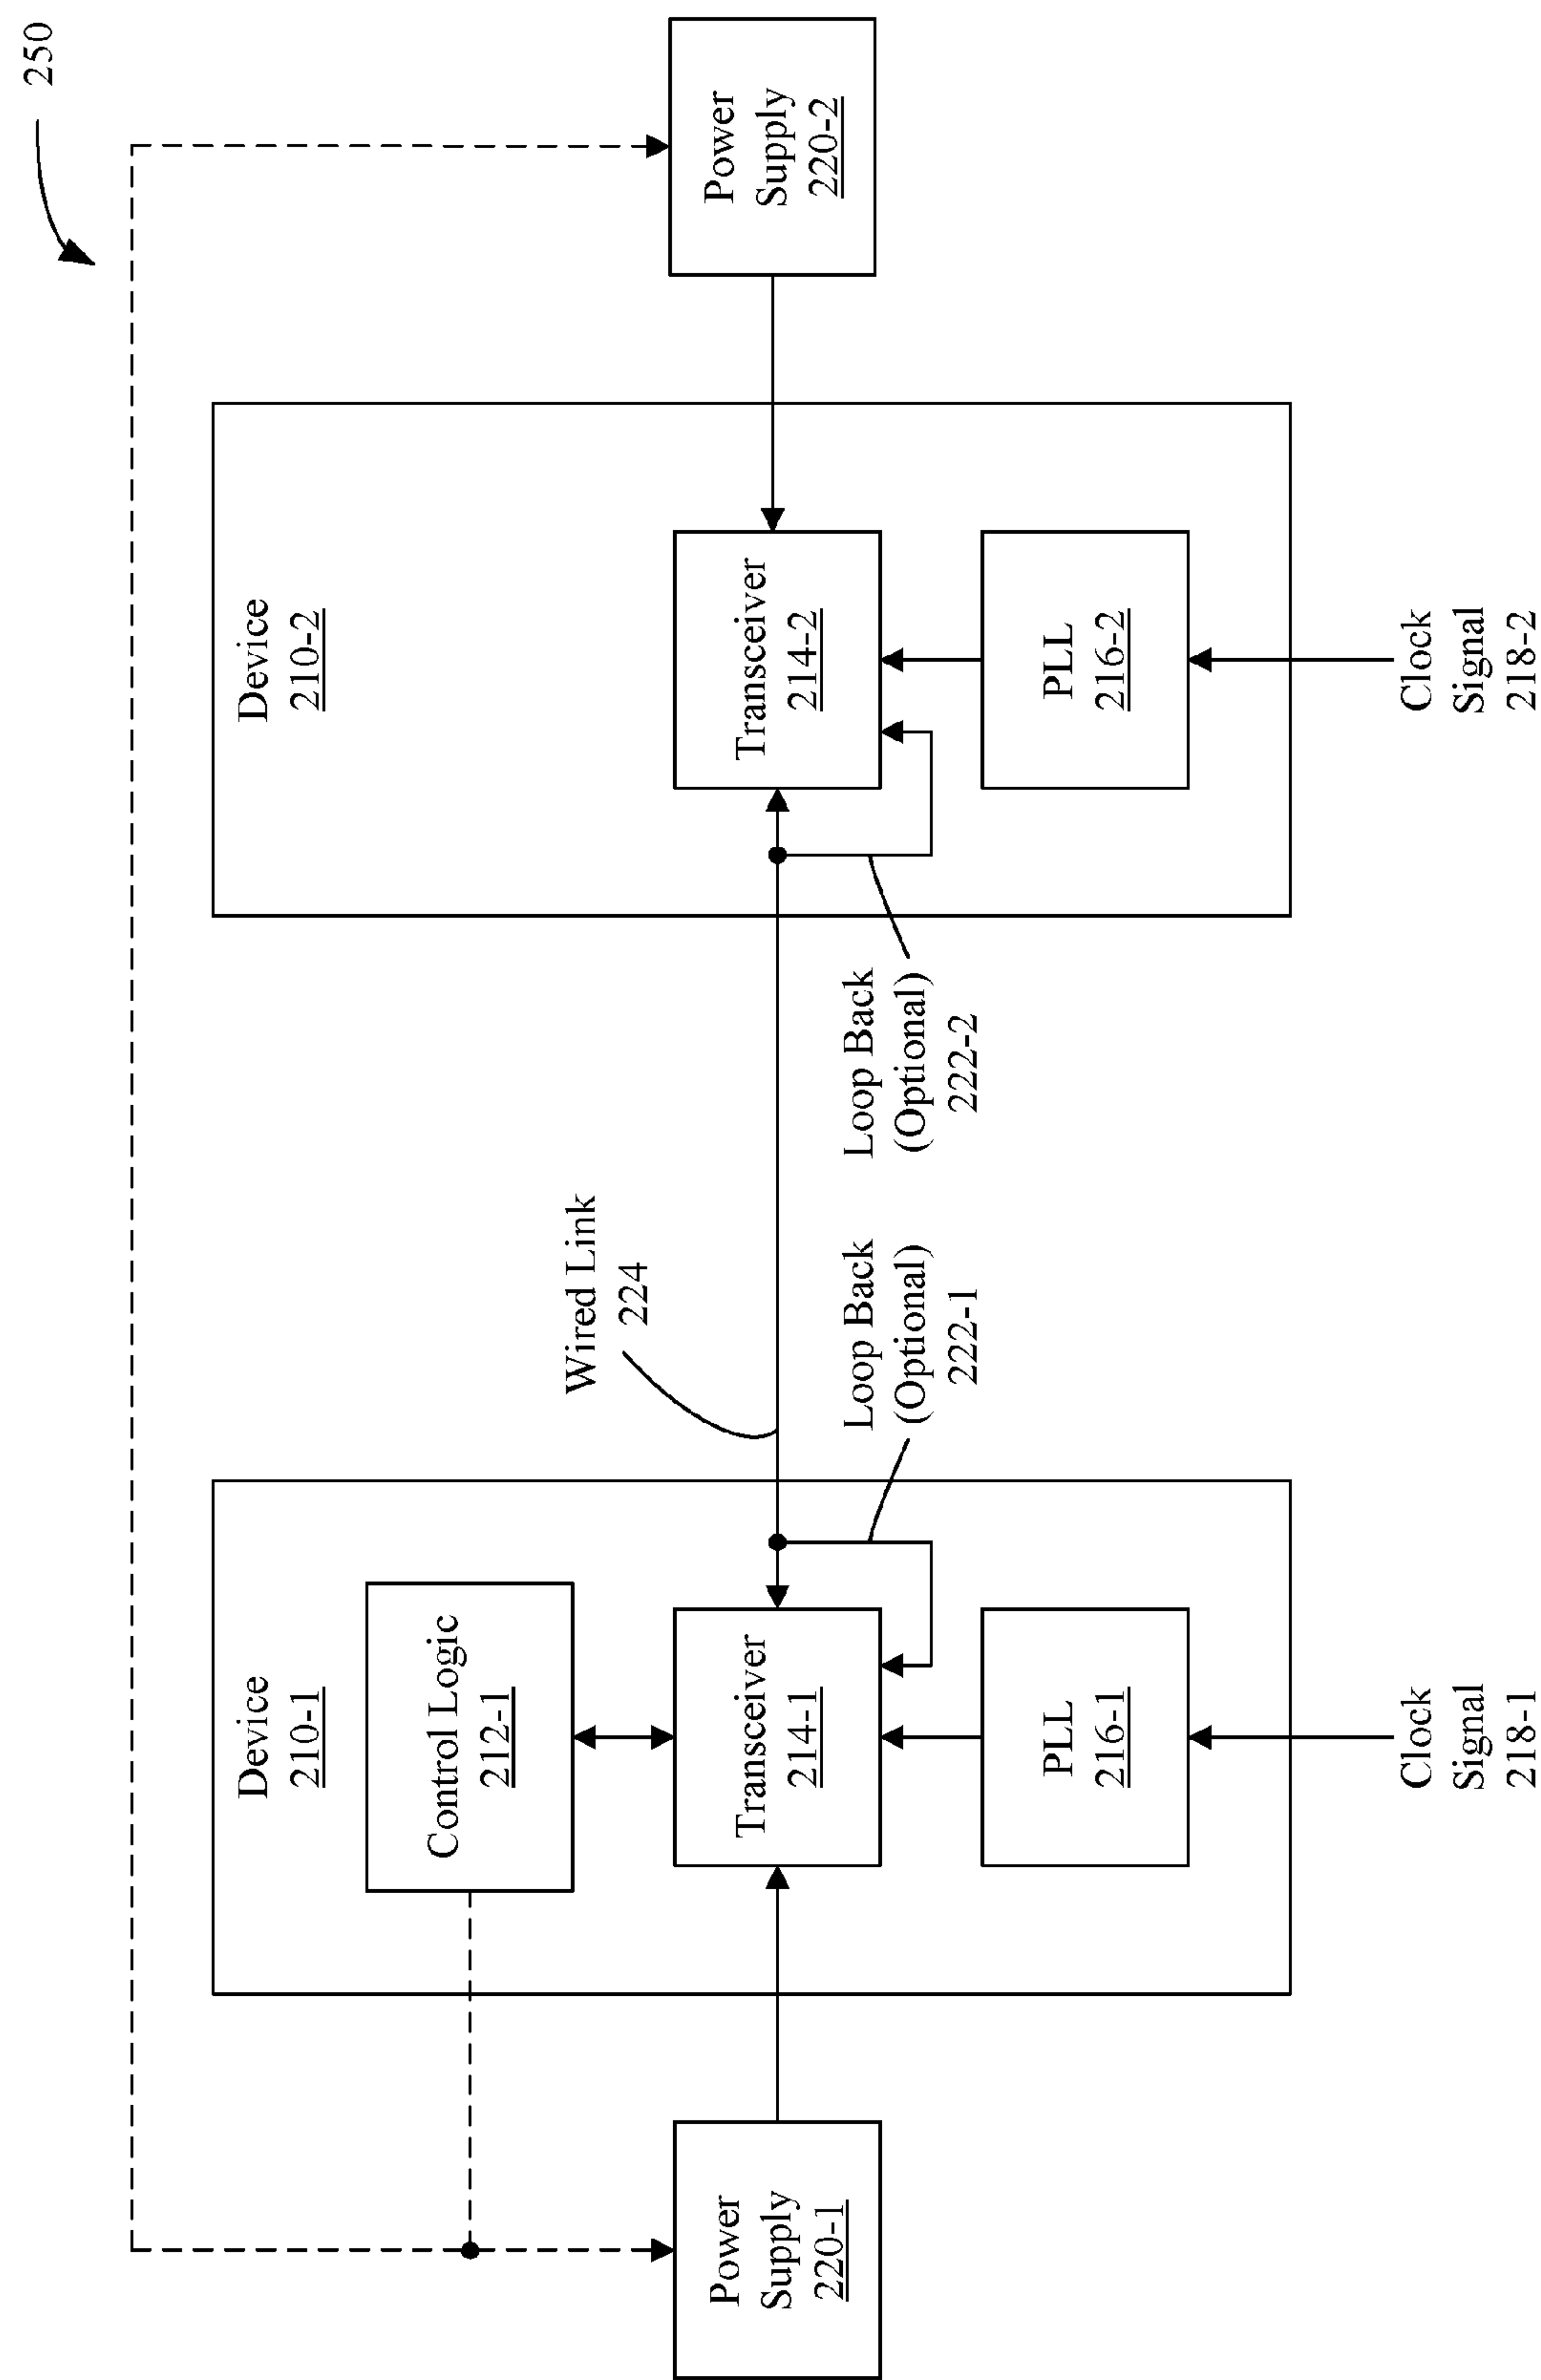 250
Device
210-1
Control Logic
212-1
Power
Supply
220-1
Transceiver
214-1
PLL
216-1
Clock
Signal
218-1
Wired Link
224
Loop Back
(Optional)
222-1
Loop Back
(Optional)
222-2
Device
210-2
Transceiver
214-2
PLL
216-2
Clock
Signal
218-2
Power
Supply
220-2